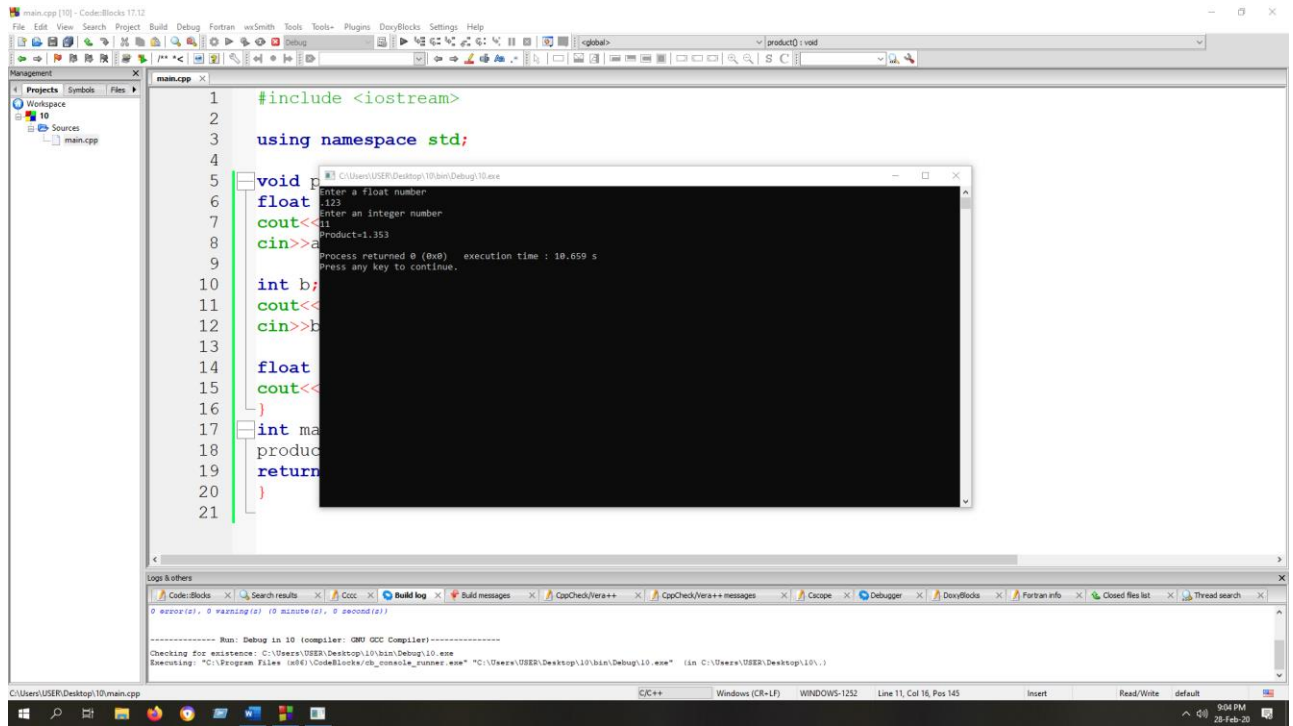 main.cpp [10] - Code::Blocks 17.12
File Edit View Search Project Build Debug Fortran wxSmith Tools Tools+ Plugins DoxyBlocks Settings Help
Debug <global> product() : void
/** *< S C
Management
Projects Symbols Files
Workspace
10
Sources
main.cpp
main.cpp
1 #include <iostream>
2
3 using namespace std;
4
5 void p
6 float
7 cout<<
8 cin>>a
9
10 int b;
11 cout<<
12 cin>>b
13
14 float
15 cout<<
16 }
17 int ma
18 produc
19 return
20 }
21
C:\Users\USER\Desktop\10\bin\Debug\10.exe
Enter a float number
.123
Enter an integer number
11
Product=1.353
Process returned 0 (0x0) execution time : 10.659 s
Press any key to continue.
Logs & others
Code::Blocks Search results Cccc Build log Build messages CppCheck/Vera++ CppCheck/Vera++ messages Cscope Debugger DoxyBlocks Fortran info Closed files list Thread search
0 error(s), 0 warning(s) (0 minute(s), 0 second(s))
-------------- Run: Debug in 10 (compiler: GNU GCC Compiler)---------------
Checking for existence: C:\Users\USER\Desktop\10\bin\Debug\10.exe
Executing: "C:\Program Files (x86)\CodeBlocks/cb_console_runner.exe" "C:\Users\USER\Desktop\10\bin\Debug\10.exe" (in C:\Users\USER\Desktop\10\.)
C:\Users\USER\Desktop\10\main.cpp C/C++ Windows (CR+LF) WINDOWS-1252 Line 11, Col 16, Pos 145 Insert Read/Write default
9:04 PM
28-Feb-20